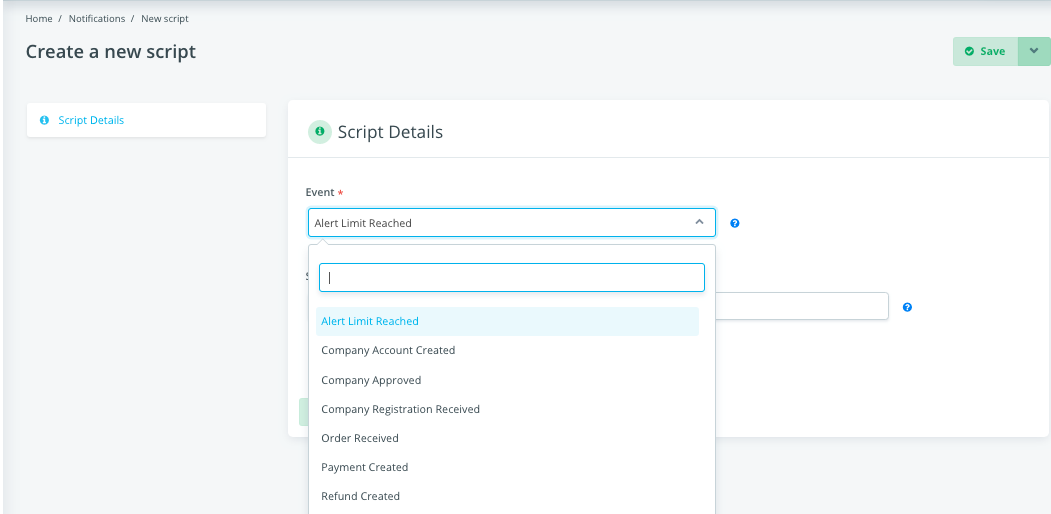 Home / Notifications / New script
Create a new script
Save
Script Details
Script Details
Event *
Alert Limit Reached
Alert Limit Reached
Company Account Created
Company Approved
Company Registration Received
Order Received
Payment Created
Refund Created